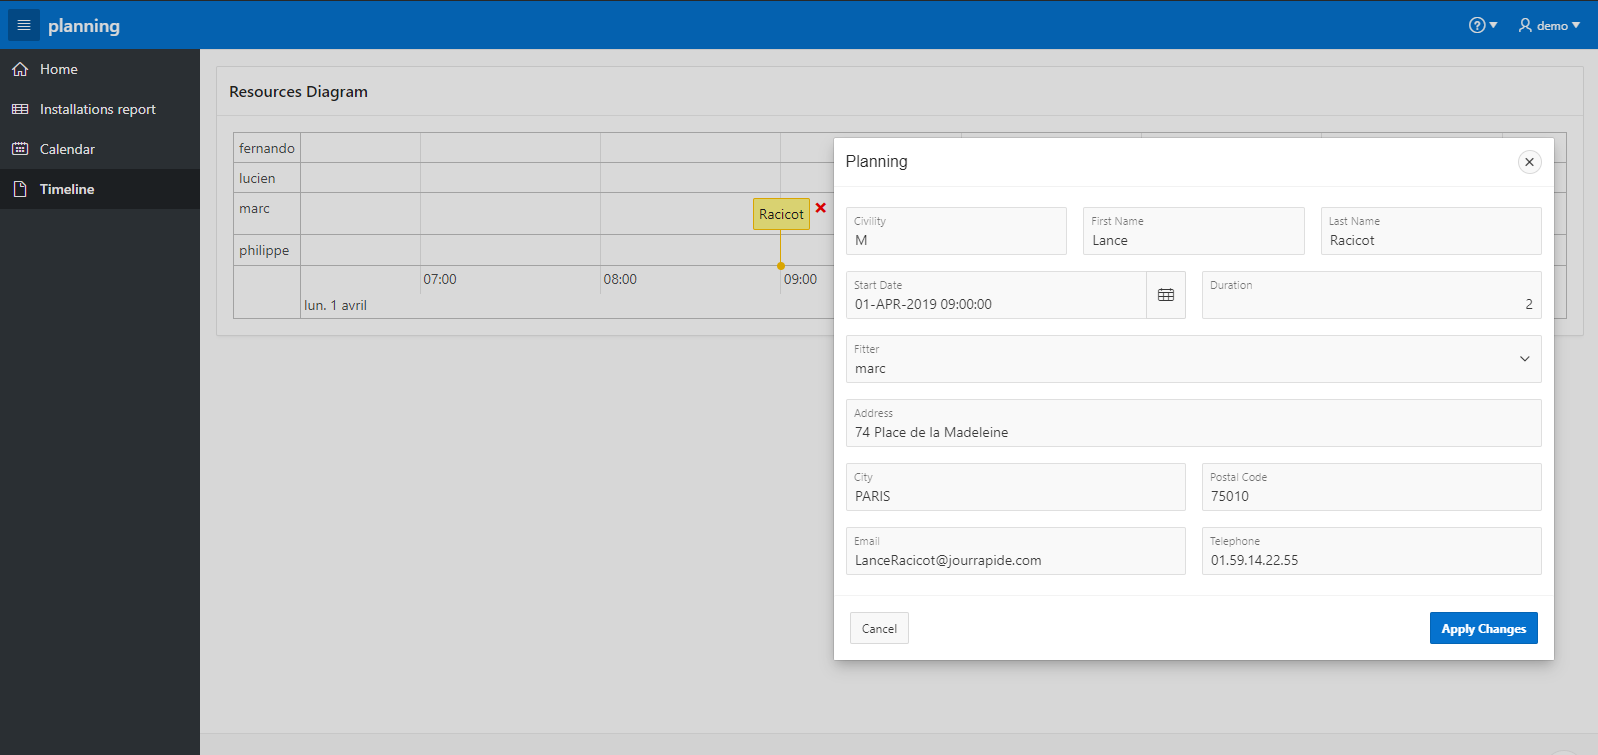 planning
demo
Home
Installations report
Calendar
Timeline
Resources Diagram
fernando
lucien
marc
philippe
Racicot
07:00
08:00
09:00
lun. 1 avril
Planning
Civility
M
First Name
Lance
Last Name
Racicot
Start Date
01-APR-2019 09:00:00
Duration
2
Fitter
marc
Address
74 Place de la Madeleine
City
PARIS
Postal Code
75010
Email
LanceRacicot@jourrapide.com
Telephone
01.59.14.22.55
Cancel
Apply Changes